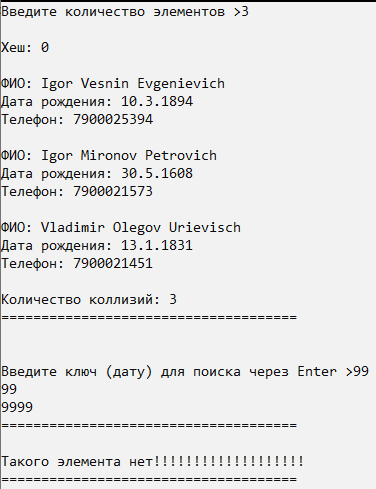 Введите количество элементов >3
Хеш: 0
ФИО: Igor Vesnin Evgenievich
Дата рождения: 10.3.1894
Телефон: 7900025394
ФИО: Igor Mironov Petrovich
Дата рождения: 30.5.1608
Телефон: 7900021573
ФИО: Vladimir Olegov Urievisch
Дата рождения: 13.1.1831
Телефон: 7900021451
Количество коллизий: 3
=====================================
Введите ключ (дату) для поиска через Enter >99
99
9999
=====================================
Такого элемента нет!!!!!!!!!!!!!!!!!!!
=====================================